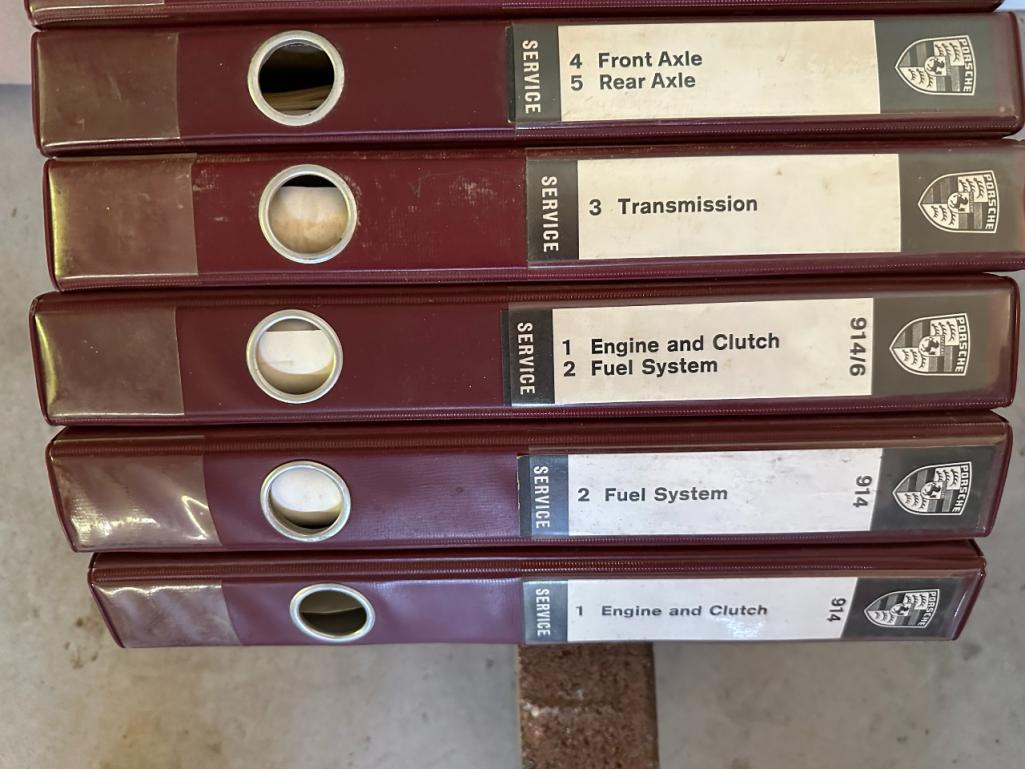 SERVICE
4 Front Axle
5 Rear Axle
PORSCHE
SERVICE
3 Transmission
PORSCHE
SERVICE
1 Engine and Clutch
2 Fuel System
914/6
PORSCHE
SERVICE
2 Fuel System
914
PORSCHE
SERVICE
1 Engine and Clutch
914
PORSCHE